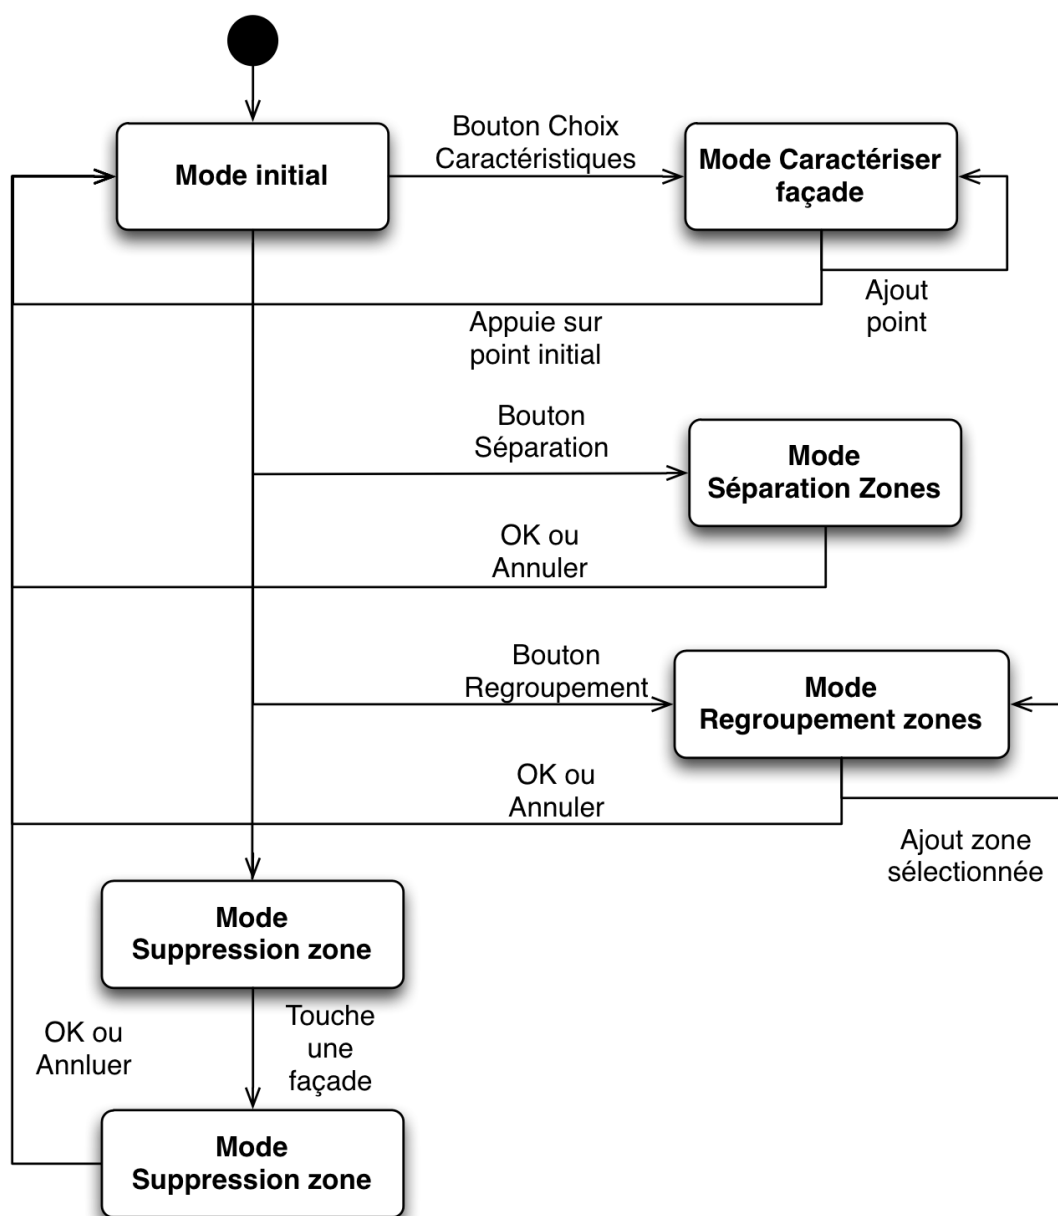 Bouton Choix
Caractéristiques
Mode initial
Mode Caractériser
façade
Ajout
point
Appuie sur
point initial
Bouton
Séparation
Mode
Séparation Zones
OK ou
Annuler
Bouton
Regroupement
Mode
Regroupement zones
OK ou
Annuler
Ajout zone
sélectionnée
Mode
Suppression zone
Touche
une
façade
OK ou
Annluer
Mode
Suppression zone